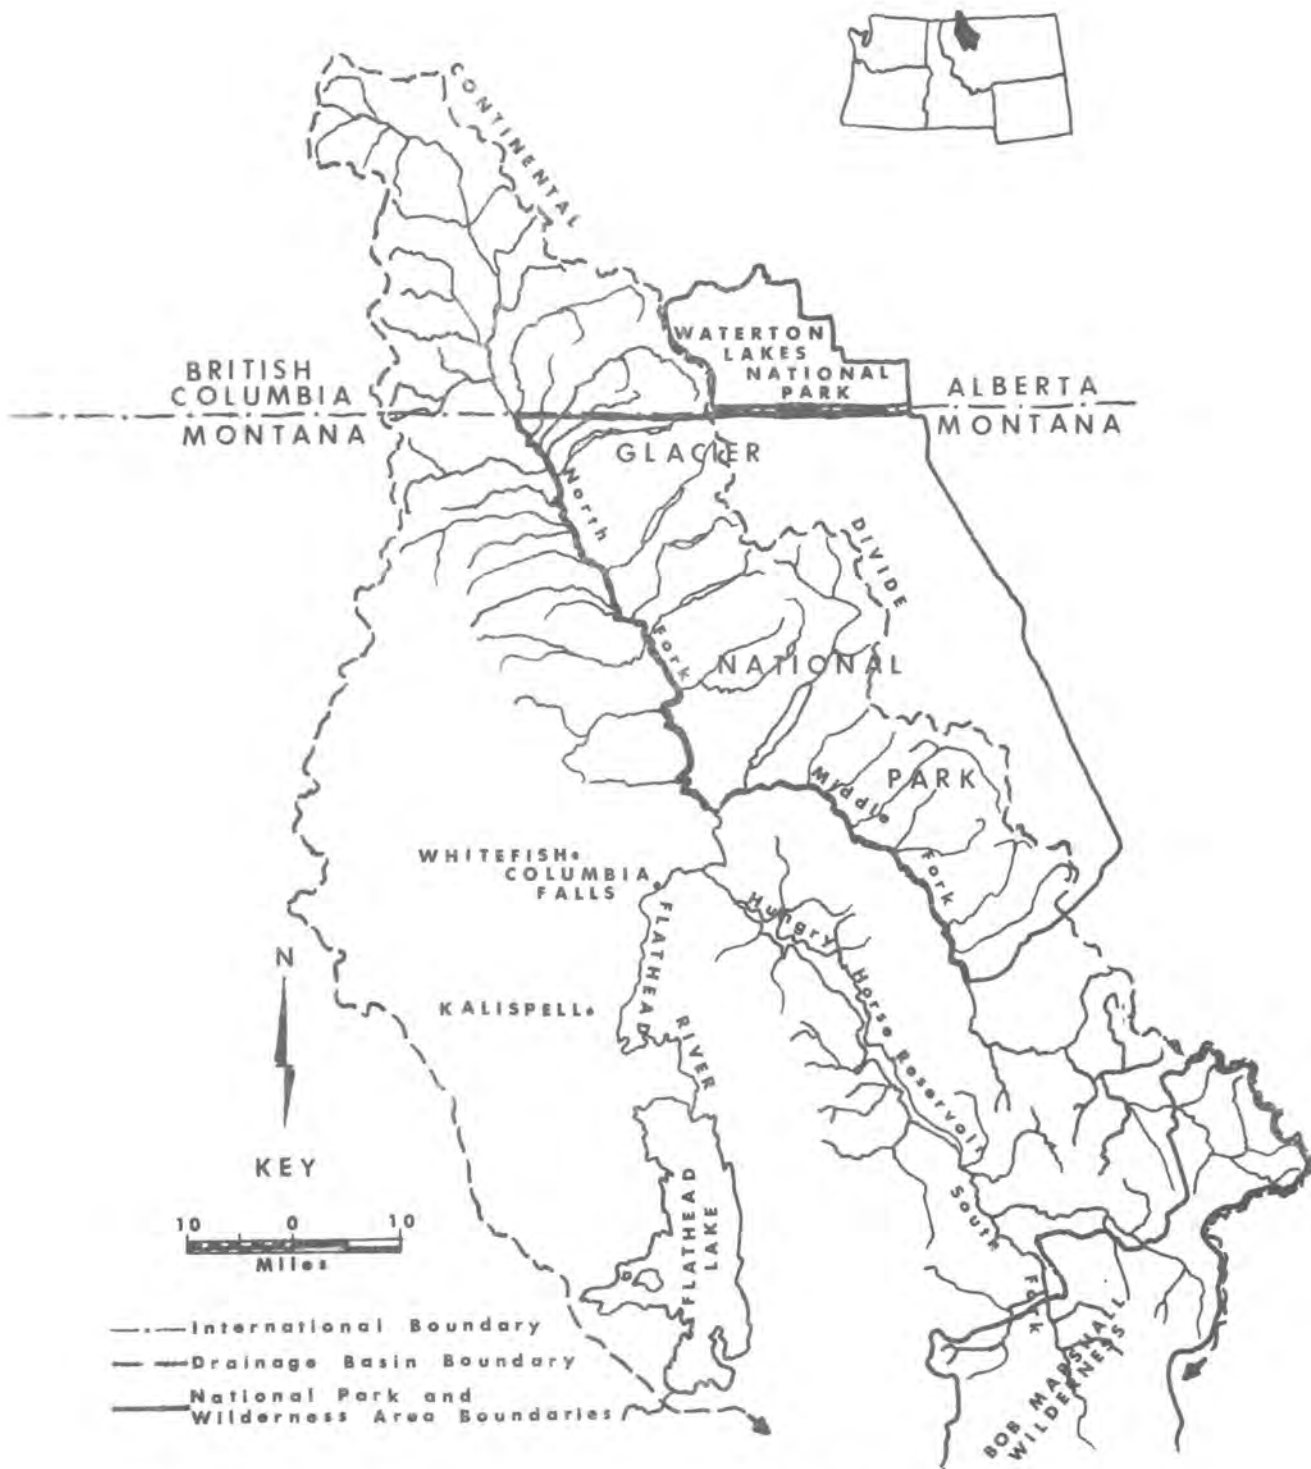 CONTINENTAL
WATERTON
LAKES
NATIONAL
PARK
BRITISH
COLUMBIA
MONTANA
ALBERTA
MONTANA
GLACIER
North
DIVIDE
Fork
NATIONAL
Middle
PARK
Fork
WHITEFISH
COLUMBIA
FALLS
Hungry
Horse Reservoir
FLATHEAD
RIVER
N
KALISPELL
KEY
10 0 10
Miles
FLATHEAD
LAKE
South
Fork
International Boundary
Drainage Basin Boundary
National Park and
Wilderness Area Boundaries
BOB MARSHALL
WILDERNESS